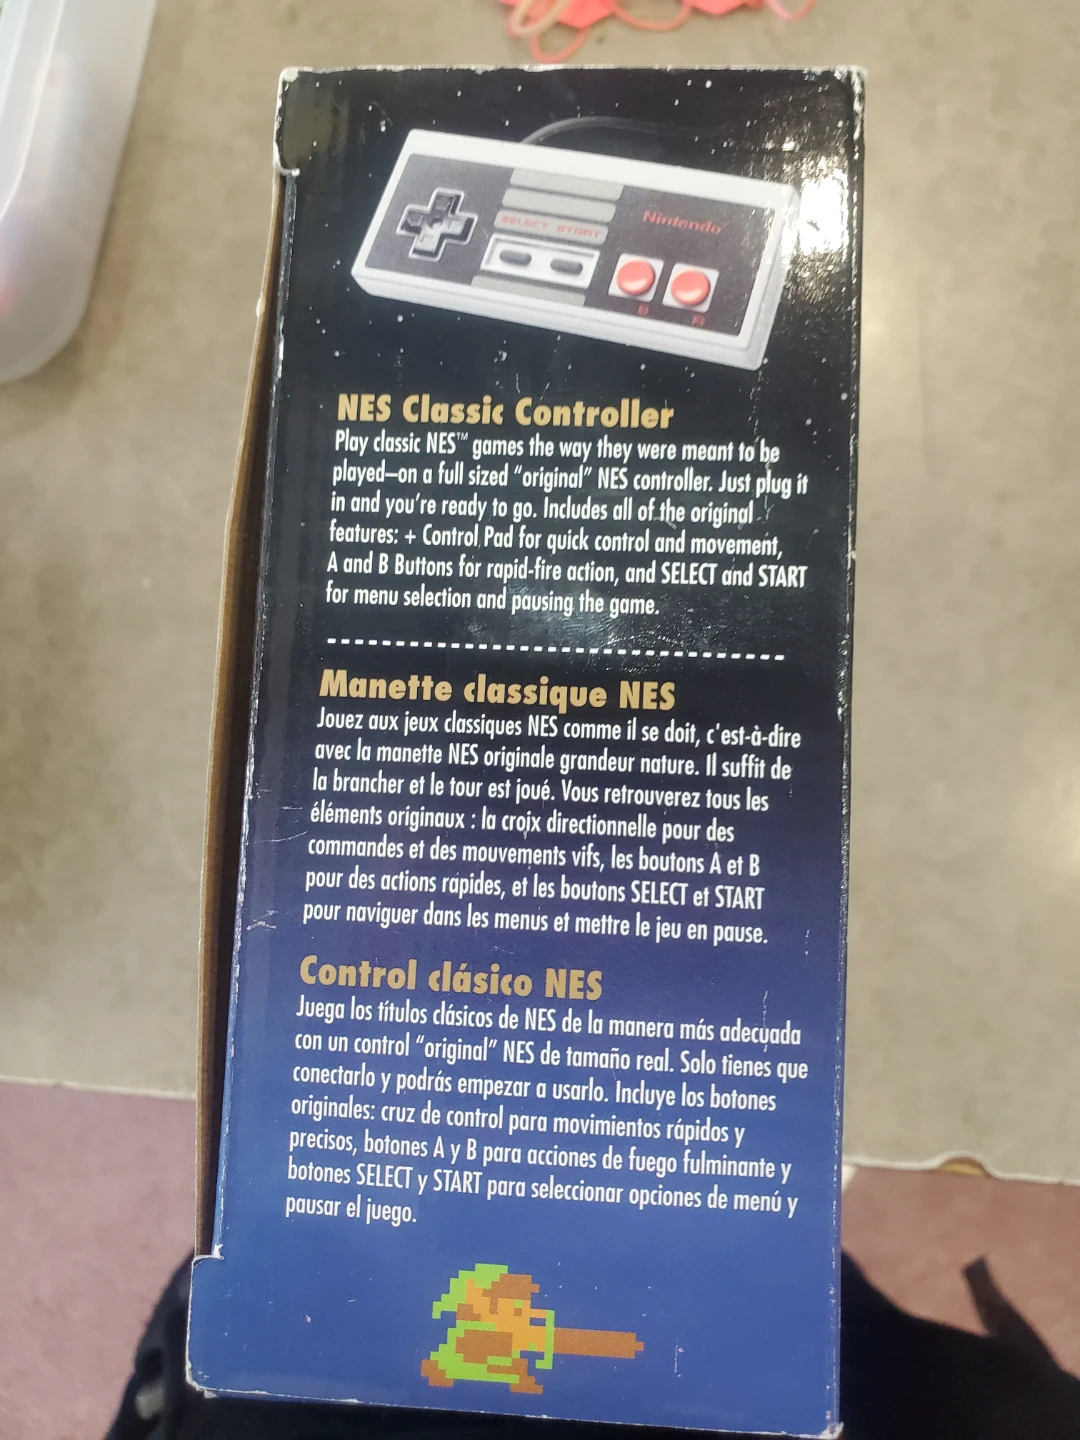 SELECT START
Nintendo
B A
NES Classic Controller
Play classic NES™ games the way they were meant to be
played—on a full sized "original" NES controller. Just plug it
in and you're ready to go. Includes all of the original
features: + Control Pad for quick control and movement,
A and B Buttons for rapid-fire action, and SELECT and START
for menu selection and pausing the game.
Manette classique NES
Jouez aux jeux classiques NES comme il se doit, c'est-à-dire
avec la manette NES originale grandeur nature. Il suffit de
la brancher et le tour est joué. Vous retrouverez tous les
éléments originaux : la croix directionnelle pour des
commandes et des mouvements vifs, les boutons A et B
pour des actions rapides, et les boutons SELECT et START
pour naviguer dans les menus et mettre le jeu en pause.
Control clásico NES
Juega los títulos clásicos de NES de la manera más adecuada
con un control "original" NES de tamaño real. Solo tienes que
conectarlo y podrás empezar a usarlo. Incluye los botones
originales: cruz de control para movimientos rápidos y
precisos, botones A y B para acciones de fuego fulminante y
botones SELECT y START para seleccionar opciones de menú y
pausar el juego.